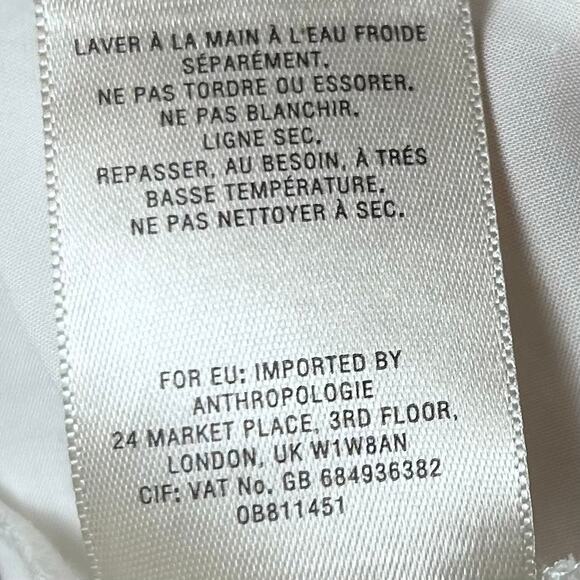 LAVER À LA MAIN À L'EAU FROIDE
SÉPARÉMENT.
NE PAS TORDRE OU ESSORER.
NE PAS BLANCHIR.
LIGNE SEC.
REPASSER, AU BESOIN, À TRÉS
BASSE TEMPÉRATURE.
NE PAS NETTOYER À SEC.
FOR EU: IMPORTED BY
ANTHROPOLOGIE
24 MARKET PLACE, 3RD FLOOR,
LONDON, UK W1W8AN
CIF: VAT No. GB 684936382
OB811451